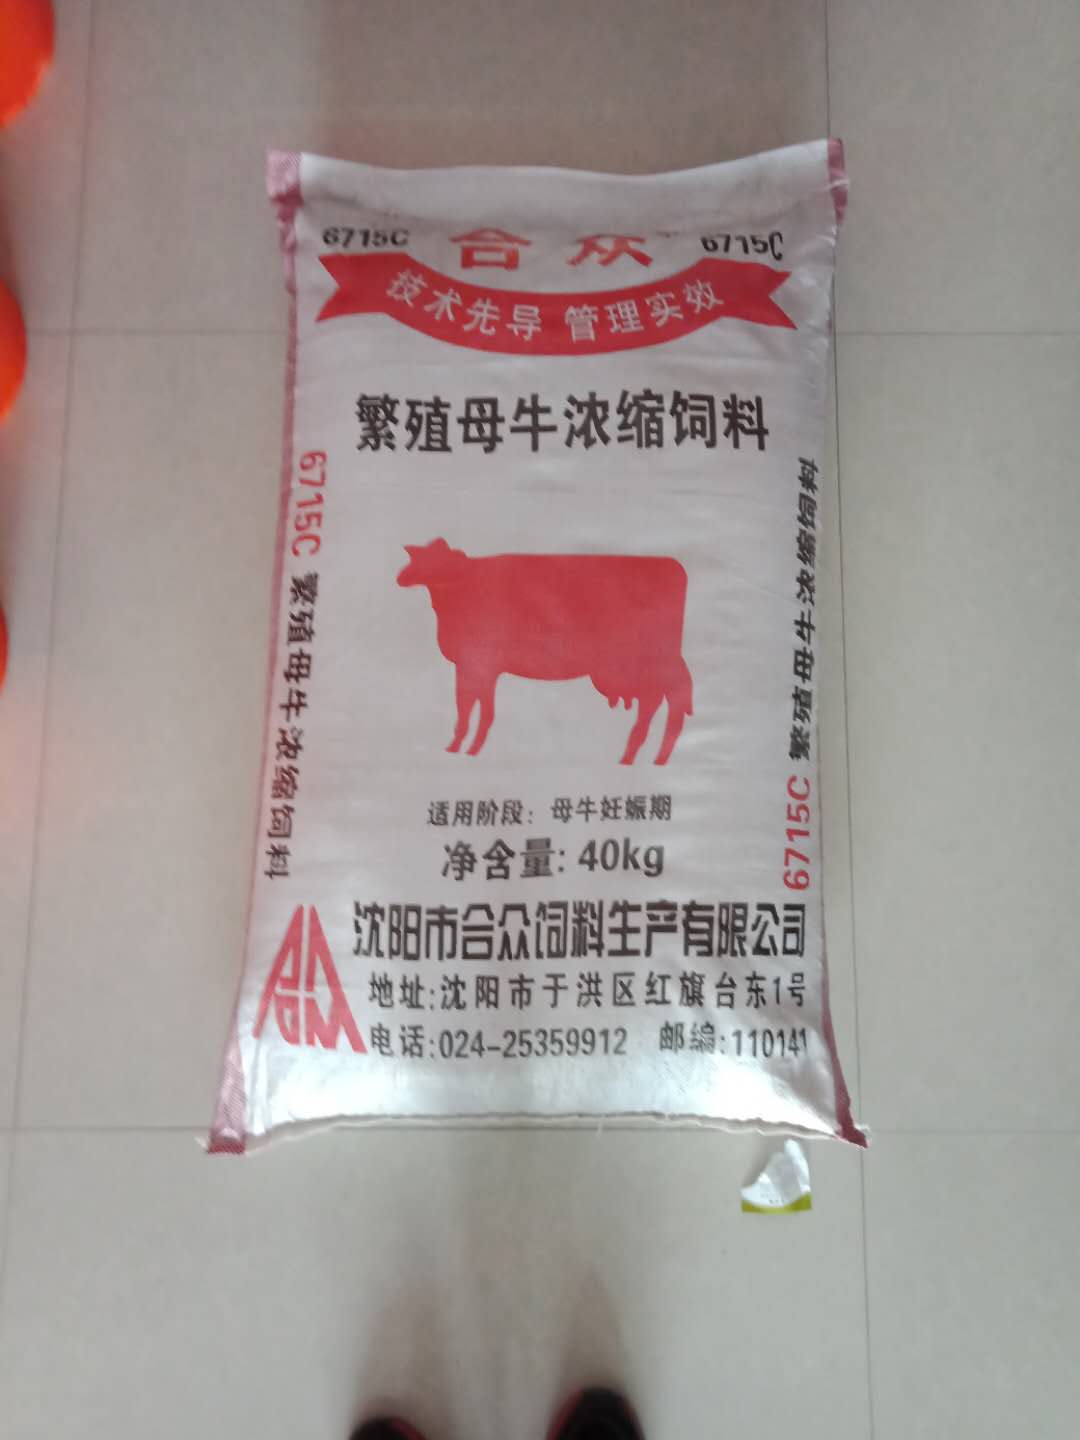 6715C 合众 6715C
技术先导 管理实效
繁殖母牛浓缩饲料
6715C 繁殖母牛浓缩饲料
6715C 繁殖母牛浓缩饲料
适用阶段：母牛妊娠期
净含量: 40kg
沈阳市合众饲料生产有限公司
地址:沈阳市于洪区红旗台东1号
电话:024-25359912 邮编:110141